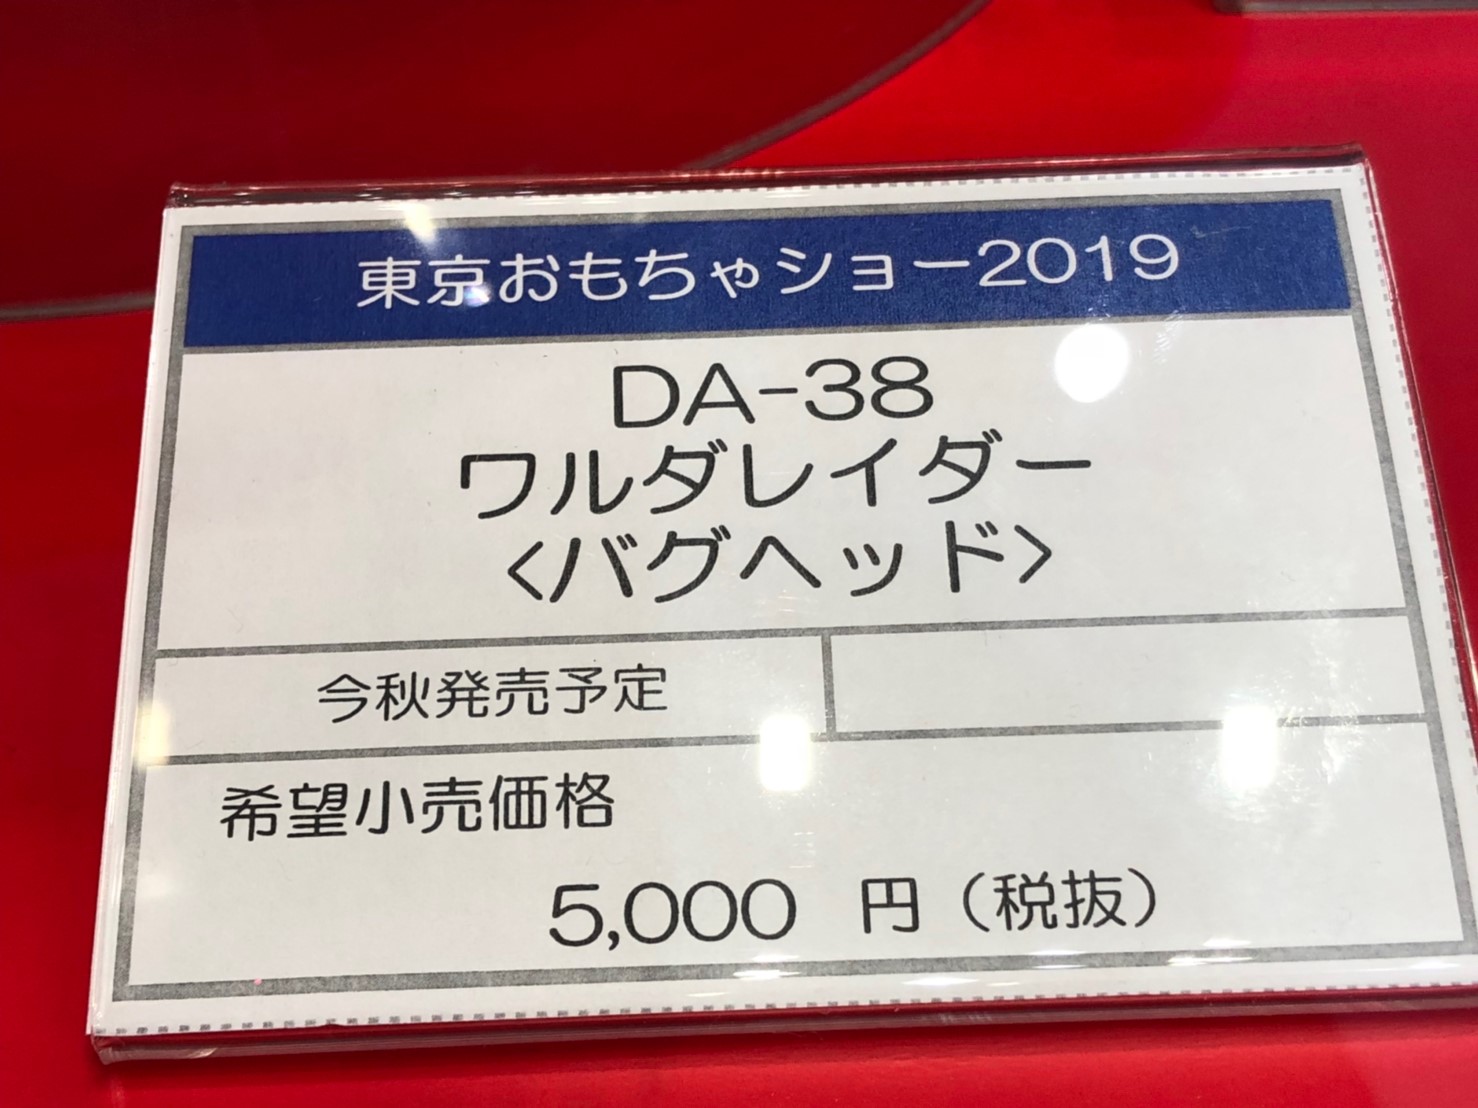 東京おもちゃショー2019
DA-38
ワルダレイダー
<バグヘッド>
今秋発売予定
希望小売価格
5,000 円（税抜）